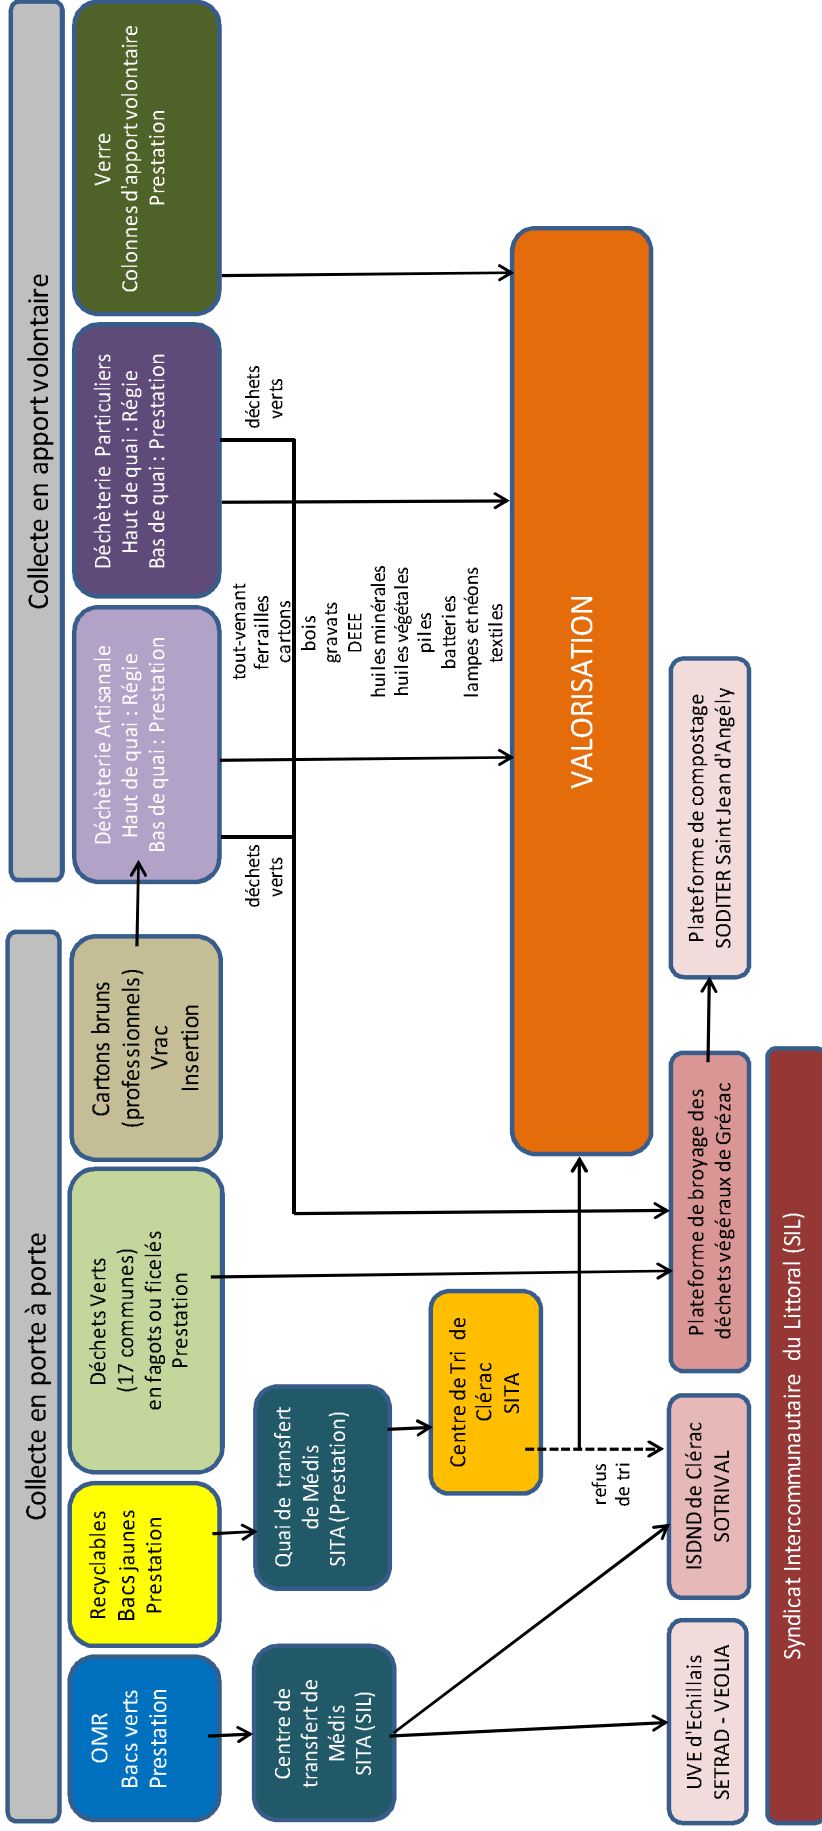 Collecte en porte à porte
Collecte en apport volontaire
OMR
Bacs verts
Prestation
Recyclables
Bacs jaunes
Prestation
Déchets Verts
(17 communes)
en fagots ou ficelés
Prestation
Cartons bruns
(professionnels)
Vrac
Insertion
Déchèterie Artisanale
Haut de quai : Régie
Bas de quai : Prestation
Déchèterie Particuliers
Haut de quai : Régie
Bas de quai : Prestation
Verre
Colonnes d'apport volontaire
Prestation
déchets
verts
tout-venant
ferrailles
cartons
bois
gravats
DEEE
huiles minérales
huiles végétales
piles
batteries
lampes et néons
textiles
déchets
verts
Centre de
transfert de
Médis
SITA (SIL)
Quai de transfert
de Médis
SITA (Prestation)
Centre de Tri de
Clérac
SITA
refus
de tri
VALORISATION
UVE d'Echillais
SETRAD - VEOLIA
ISDND de Clérac
SOTRIVAL
Plateforme de broyage des
déchets végéraux de Grézac
Plateforme de compostage
SODITER Saint Jean d'Angély
Syndicat Intercommunautaire du Littoral (SIL)